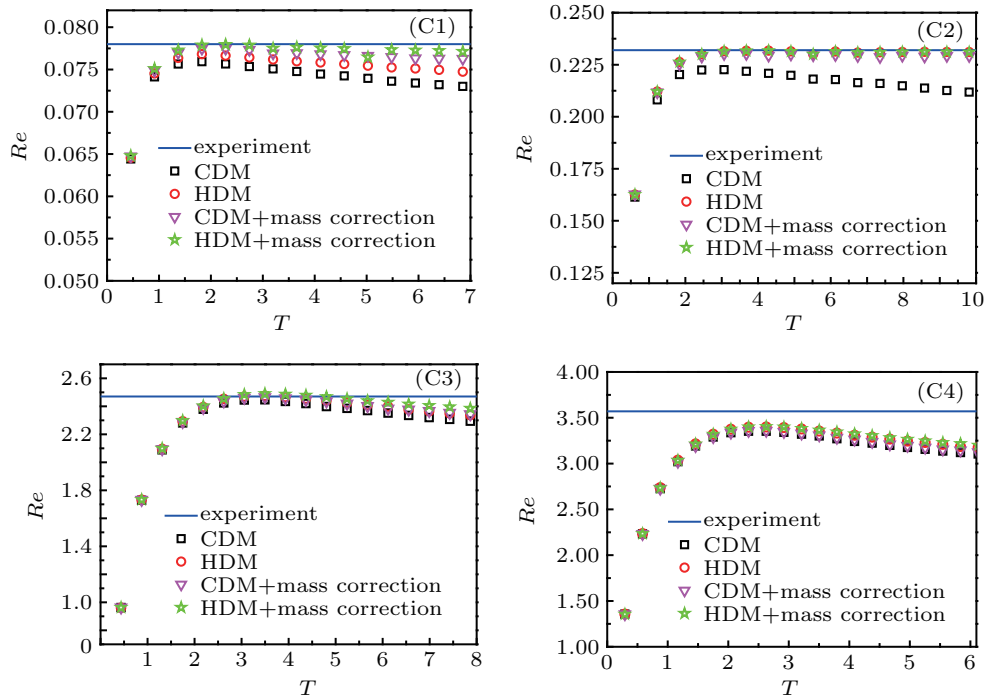 (C1)
0.080
0.075
0.070
0.065
0.060
0.055
0.050
Re
experiment
CDM
HDM
CDM+mass correction
HDM+mass correction
0 1 2 3 4 5 6 7
T
(C2)
0.250
0.225
0.200
0.175
0.150
0.125
Re
experiment
CDM
HDM
CDM+mass correction
HDM+mass correction
0 2 4 6 8 10
T
(C3)
2.6
2.2
1.8
1.4
1.0
0
Re
experiment
CDM
HDM
CDM+mass correction
HDM+mass correction
1 2 3 4 5 6 7 8
T
(C4)
4.00
3.50
3.00
2.25
1.50
1.00
Re
experiment
CDM
HDM
CDM+mass correction
HDM+mass correction
0 1 2 3 4 5 6
T